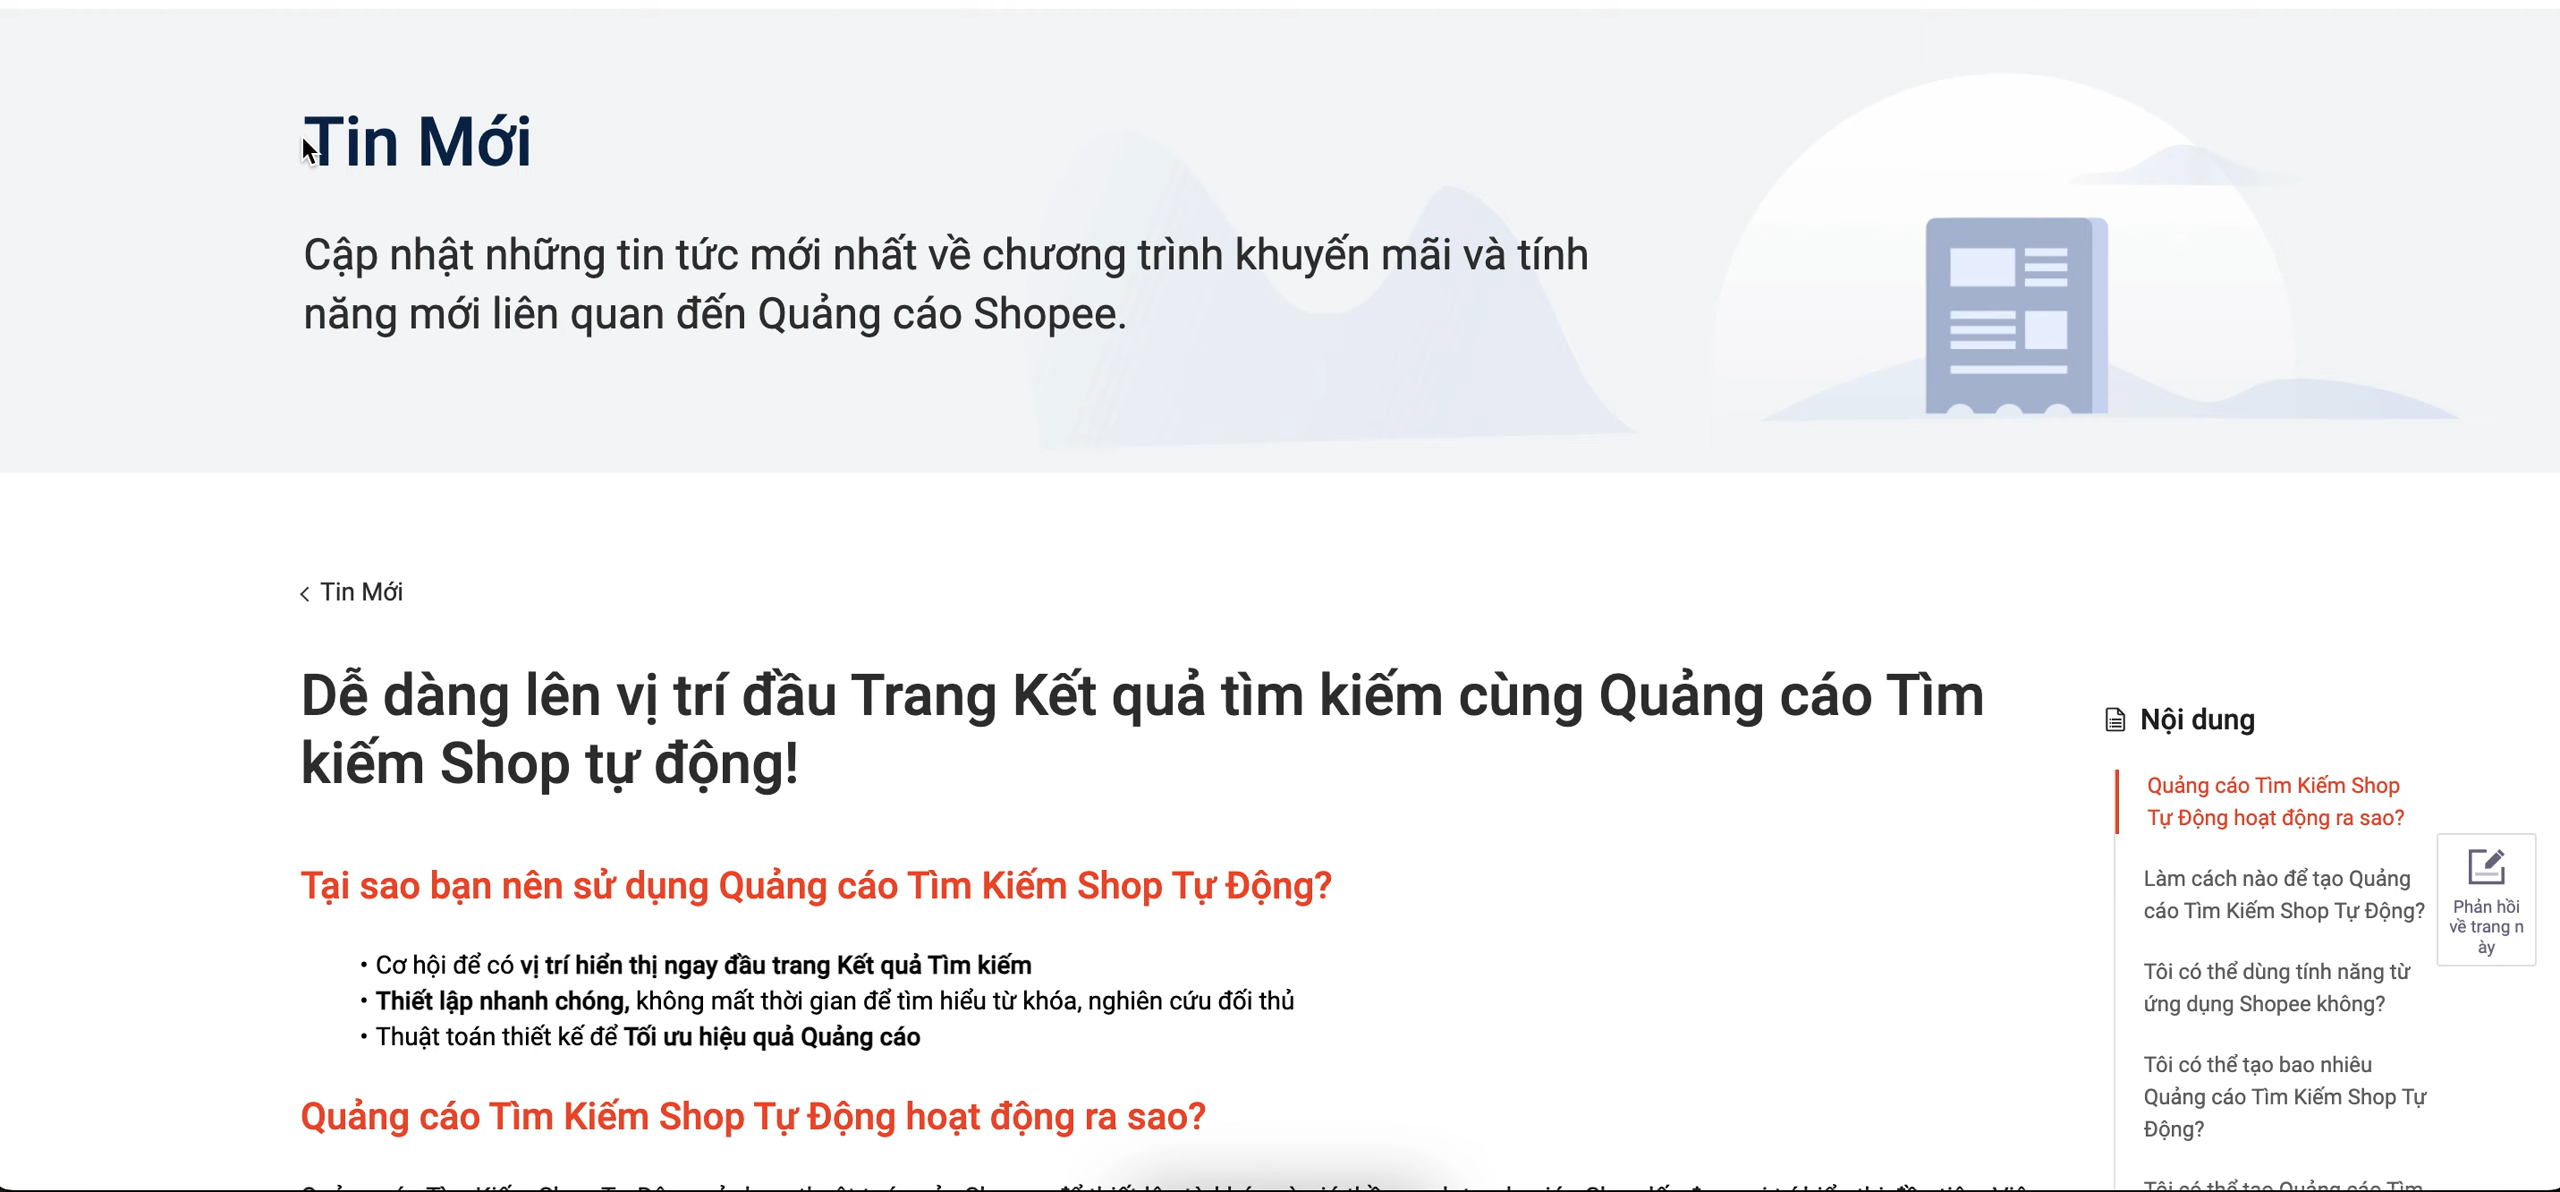 Tin Mới
Cập nhật những tin tức mới nhất về chương trình khuyến mãi và tính
năng mới liên quan đến Quảng cáo Shopee.
Tin Mới
Dễ dàng lên vị trí đầu Trang Kết quả tìm kiếm cùng Quảng cáo Tìm
kiếm Shop tự động!
Tại sao bạn nên sử dụng Quảng cáo Tìm Kiếm Shop Tự Động?
• Cơ hội để có vị trí hiển thị ngay đầu trang Kết quả Tìm kiếm
• Thiết lập nhanh chóng, không mất thời gian để tìm hiểu từ khóa, nghiên cứu đối thủ
• Thuật toán thiết kế để Tối ưu hiệu quả Quảng cáo
Quảng cáo Tìm Kiếm Shop Tự Động hoạt động ra sao?
Nội dung
Quảng cáo Tìm Kiếm Shop
Tự Động hoạt động ra sao?
Làm cách nào để tạo Quảng
cáo Tìm Kiếm Shop Tự Động?
Tôi có thể dùng tính năng từ
ứng dụng Shopee không?
Tôi có thể tạo bao nhiêu
Quảng cáo Tìm Kiếm Shop Tự
Động?
Phản hồi
về trang n
ày